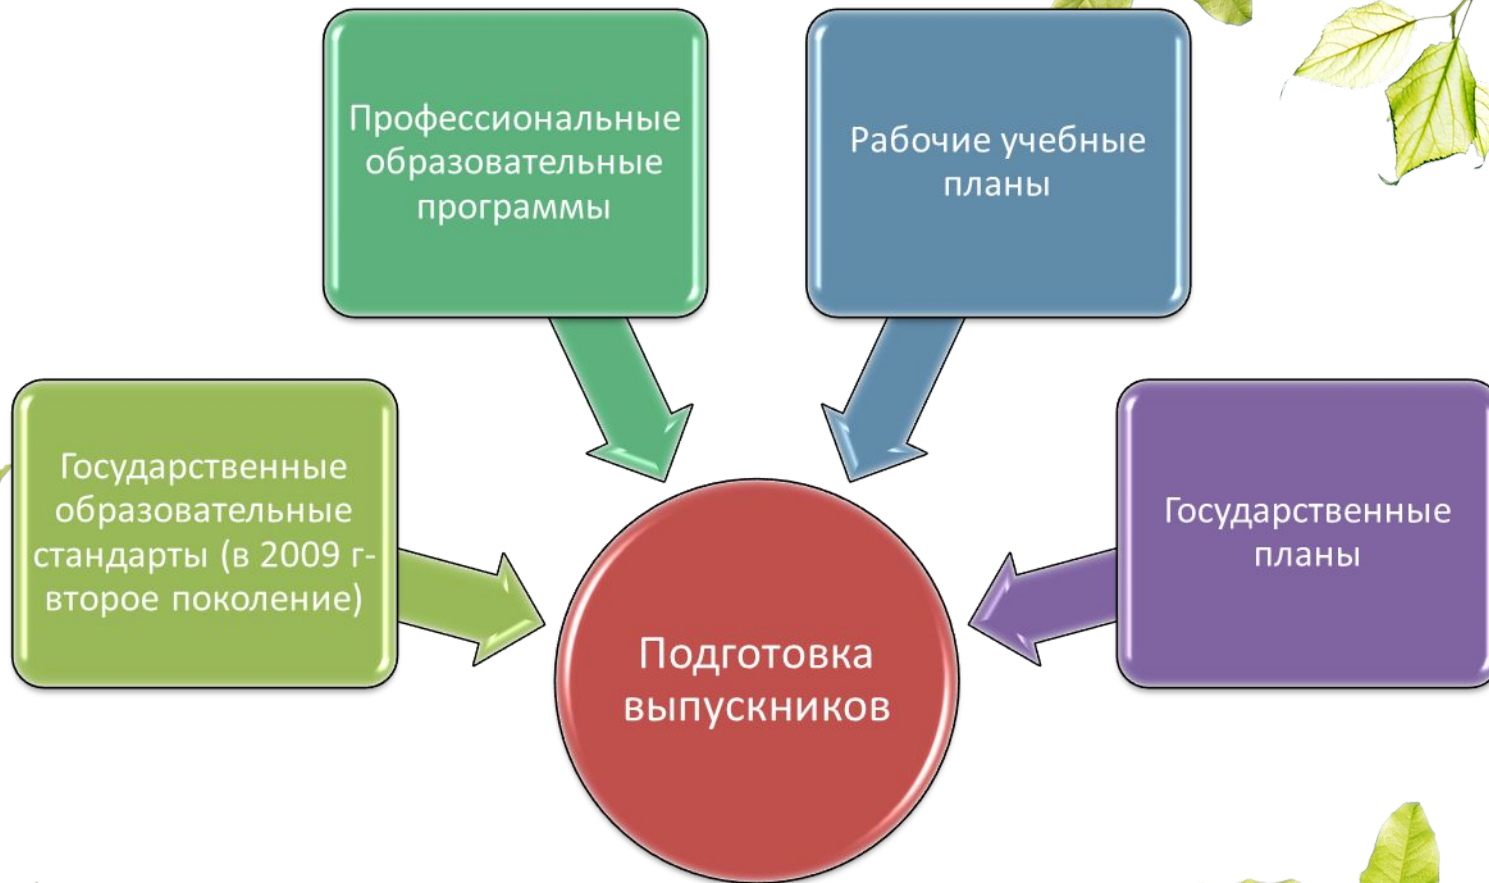 Профессиональные
образовательные
программы
Рабочие учебные
планы
Государственные
образовательные
стандарты (в 2009 г-
второе поколение)
Государственные
планы
Подготовка
выпускников